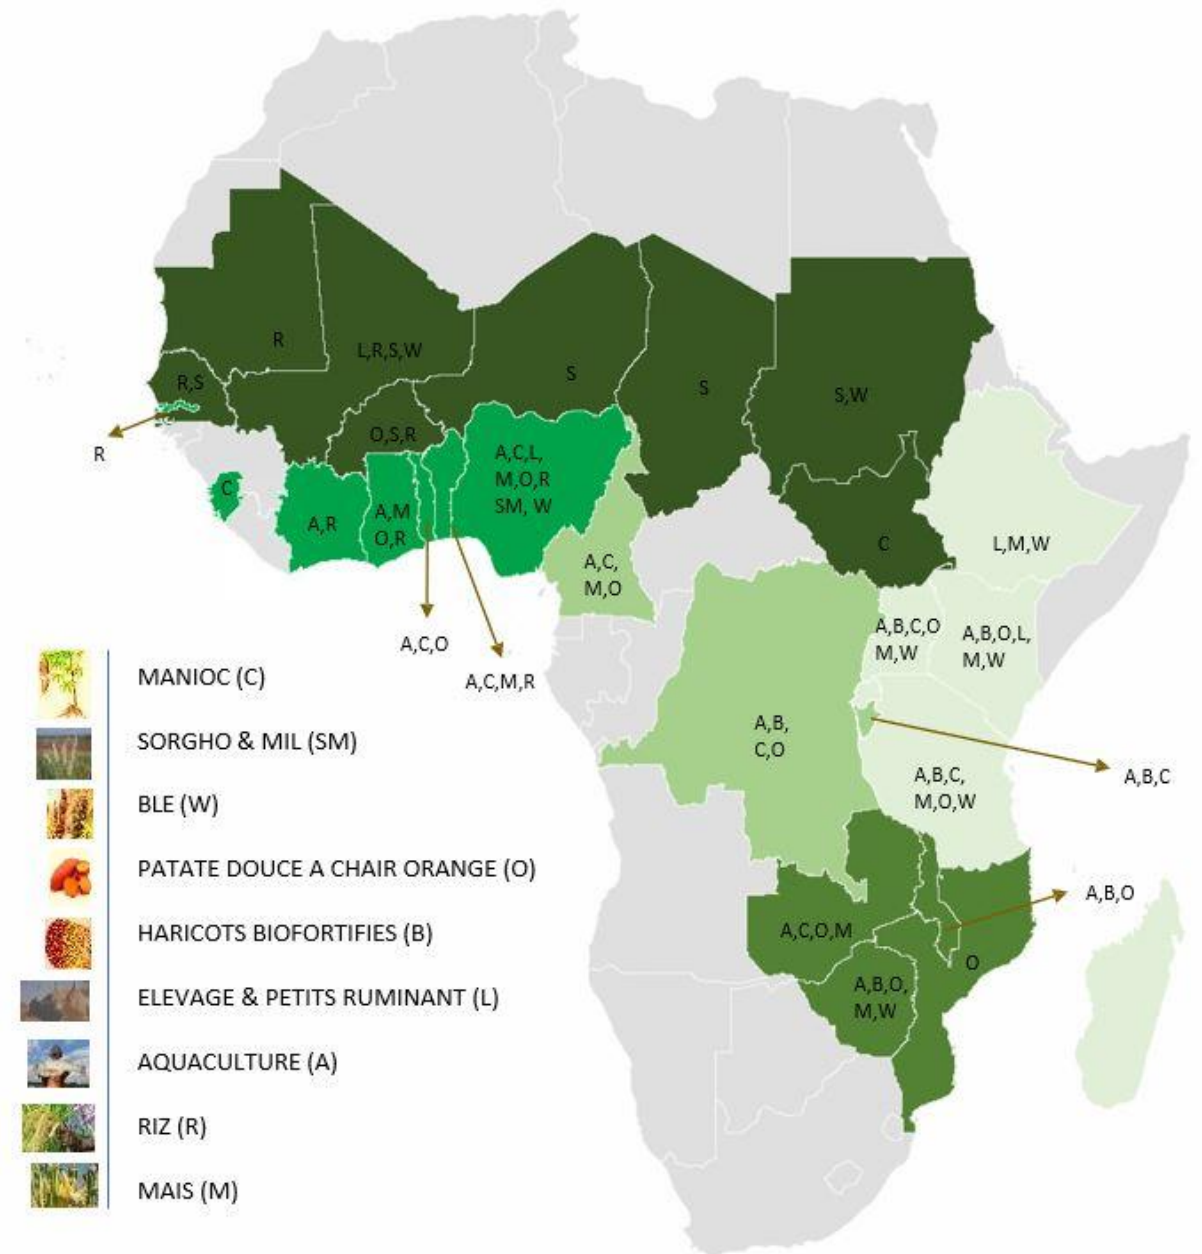 R
L,R,S,W
S
S
S,W
R,S
R
O,S,R
A,C,L,
M,O,R
SM, W
C
A,R
A,M
O,R
A,C,O
A,C,M,R
A,C,
M,O
C
L,M,W
A,B,C,O
M,W
A,B,O,L,
M,W
A,B,
C,O
A,B,C
A,B,C,
M,O,W
A,B,O
A,C,O,M
O
A,B,O,
M,W
MANIOC (C)
SORGHO & MIL (SM)
BLE (W)
PATATE DOUCE A CHAIR ORANGE (O)
HARICOTS BIOFORTIFIES (B)
ELEVAGE & PETITS RUMINANT (L)
AQUACULTURE (A)
RIZ (R)
MAIS (M)